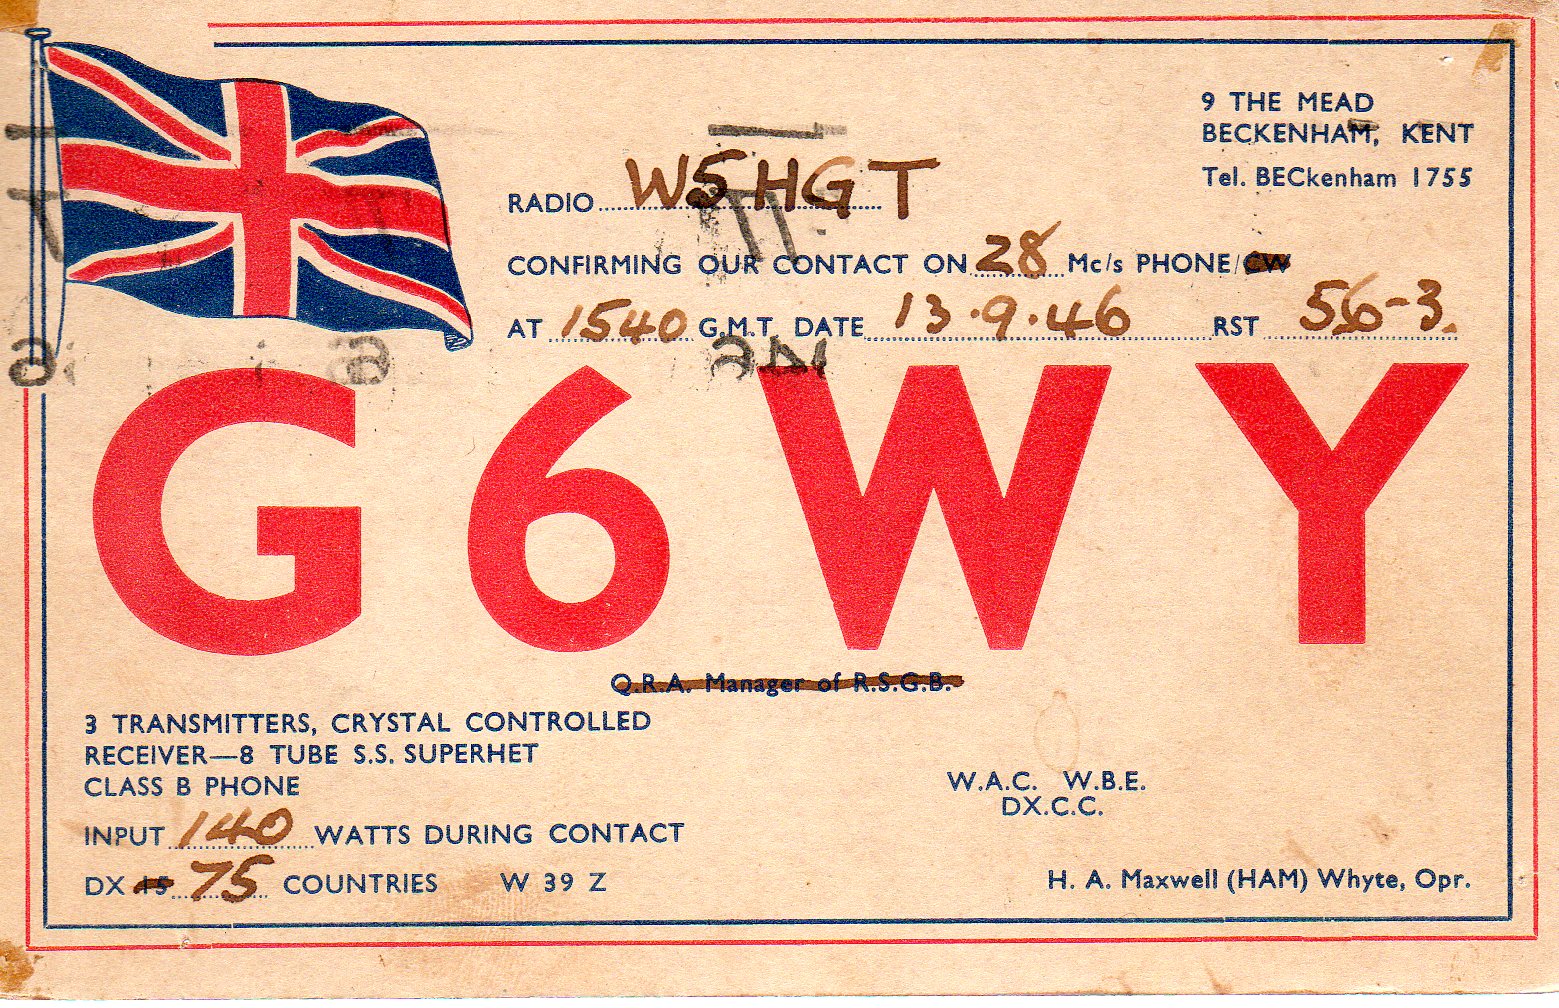 9 THE MEAD
BECKENHAM, KENT
Tel. BECkenham 1755
RADIO W5HGT
CONFIRMING OUR CONTACT ON 28 Mc/s PHONE/CW
AT 1540 G.M.T. DATE 13.9.46 RST 56-3.
G6WY
Q.R.A. Manager of R.S.G.B.
3 TRANSMITTERS, CRYSTAL CONTROLLED
RECEIVER—8 TUBE S.S. SUPERHET
CLASS B PHONE
INPUT 140 WATTS DURING CONTACT
DX 75 COUNTRIES W 39 Z
W.A.C. W.B.E.
DX.C.C.
H. A. Maxwell (HAM) Whyte, Opr.